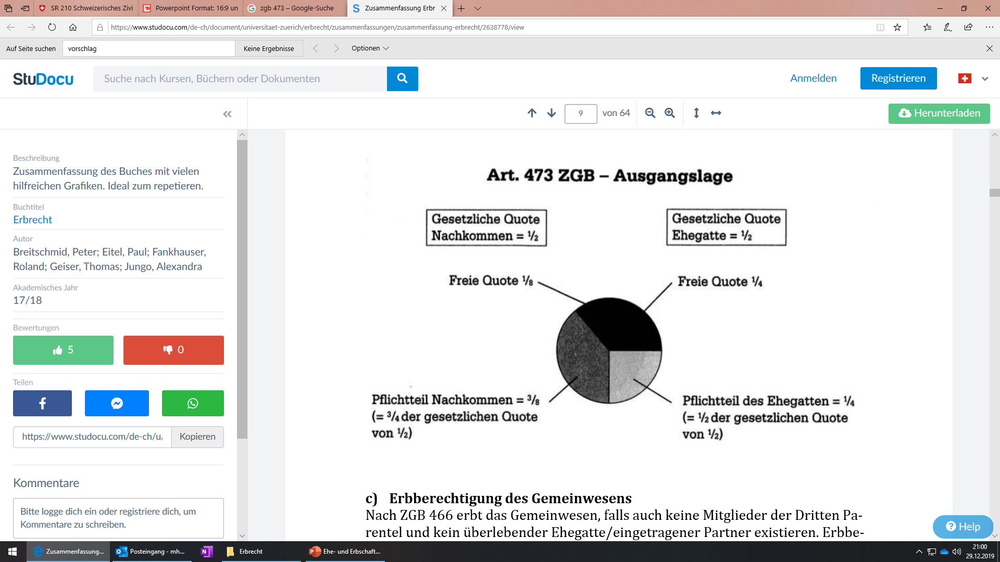 SR 210 Schweizerisches Zivi
Powerpoint Format: 16:9 un
zgb 473 – Google-Suche
Zusammenfassung Erbr
https://www.studocu.com/de-ch/document/universitaet-zuerich/erbrecht/zusammenfassungen/zusammenfassung-erbrecht/2638778/view
Auf Seite suchen
vorschlag
Keine Ergebnisse
Optionen
StuDocu
Suche nach Kursen, Büchern oder Dokumenten
Anmelden
Registrieren
9
von 64
Herunterladen
Beschreibung
Zusammenfassung des Buches mit vielen
hilfreichen Grafiken. Ideal zum repetieren.
Buchtitel
Erbrecht
Autor
Breitschmid, Peter; Eitel, Paul; Fankhauser,
Roland; Geiser, Thomas; Jungo, Alexandra
Akademisches Jahr
17/18
Bewertungen
5
0
Teilen
https://www.studocu.com/de-ch/u/
Kopieren
Kommentare
Bitte logge dich ein oder registriere dich, um
Kommentare zu schreiben.
Art. 473 ZGB – Ausgangslage
Gesetzliche Quote
Nachkommen = ½
Gesetzliche Quote
Ehegatte = ½
Freie Quote ⅛
Freie Quote ¼
Pflichtteil Nachkommen = ⅜
(= ¾ der gesetzlichen Quote
von ½)
Pflichtteil des Ehegatten = ¼
(= ½ der gesetzlichen Quote
von ½)
c) Erbberechtigung des Gemeinwesens
Nach ZGB 466 erbt das Gemeinwesen, falls auch keine Mitglieder der Dritten Pa-
rentel und kein überlebender Ehegatte/eingetragener Partner existieren. Erbbe-
Help
Zusammenfassung...
Posteingang - mh...
Erbrecht
Ehe- und Erbschaft...
21:00
29.12.2019